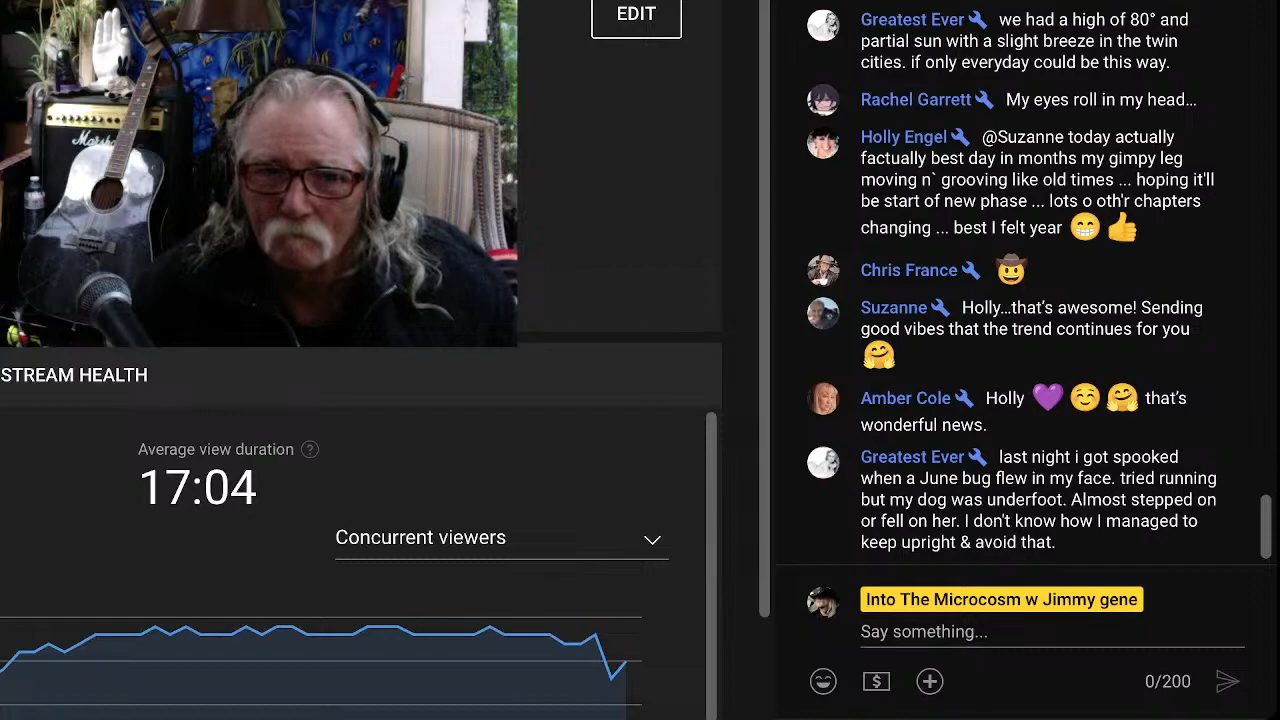 EDIT
Marshall
STREAM HEALTH
Average view duration ?
17:04
Concurrent viewers
Greatest Ever we had a high of 80° and
partial sun with a slight breeze in the twin
cities. if only everyday could be this way.
Rachel Garrett My eyes roll in my head…
Holly Engel @Suzanne today actually
factually best day in months my gimpy leg
moving n` grooving like old times ... hoping it'll
be start of new phase ... lots o oth'r chapters
changing ... best I felt year 😁👍
Chris France 🤠
Suzanne Holly…that’s awesome! Sending
good vibes that the trend continues for you
🤗
Amber Cole Holly 💜☺️🤗 that’s
wonderful news.
Greatest Ever last night i got spooked
when a June bug flew in my face. tried running
but my dog was underfoot. Almost stepped on
or fell on her. I don't know how I managed to
keep upright & avoid that.
Into The Microcosm w Jimmy gene
Say something...
$
0/200